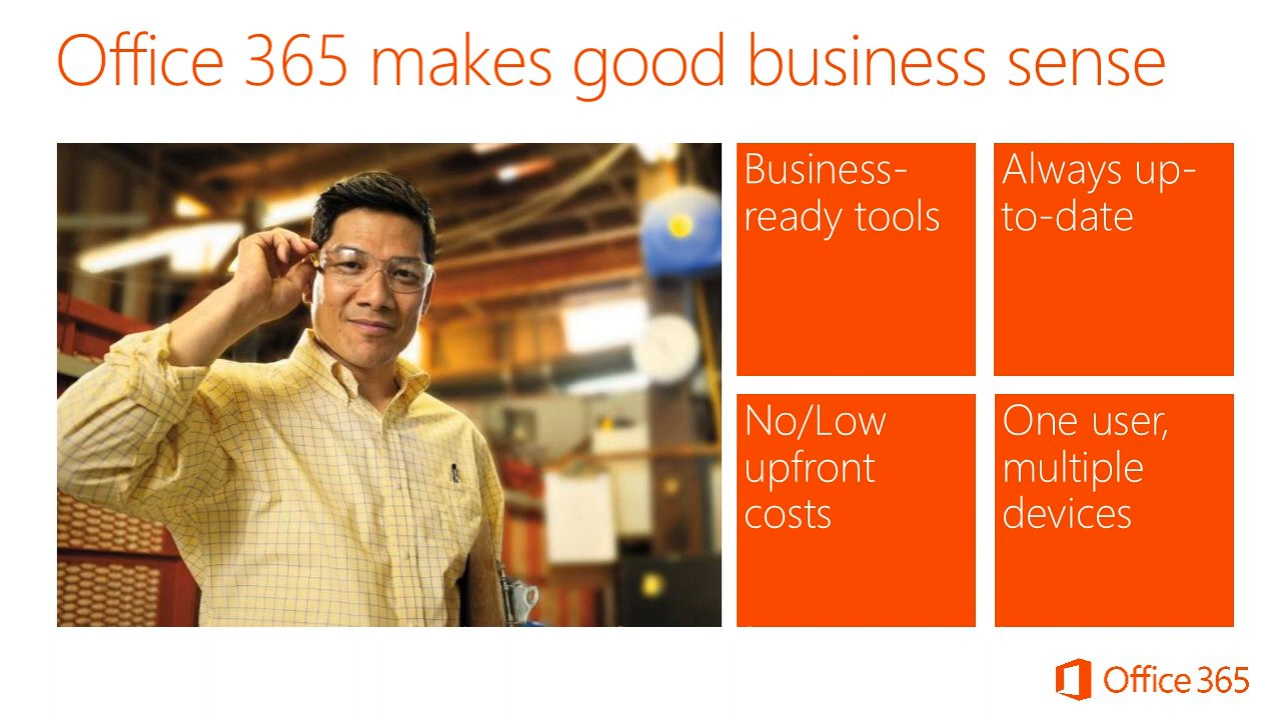 Office 365 makes good business sense
Business-
ready tools
Always up-
to-date
No/Low
upfront
costs
One user,
multiple
devices
Office 365